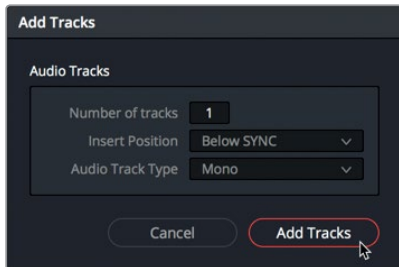 Add Tracks
Audio Tracks
Number of tracks 1
Insert Position Below SYNC
Audio Track Type Mono
Cancel Add Tracks